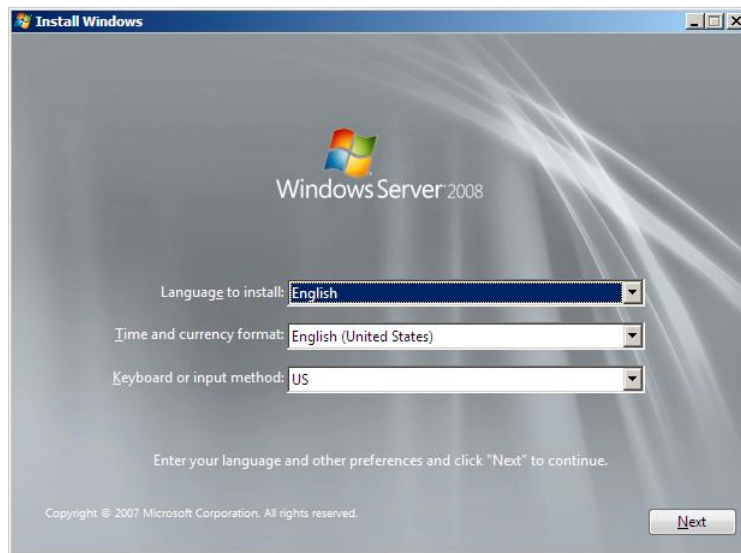 Install Windows
Windows Server 2008
Language to install: English
Time and currency format: English (United States)
Keyboard or input method: US
Enter your language and other preferences and click "Next" to continue.
Copyright © 2007 Microsoft Corporation. All rights reserved.
Next